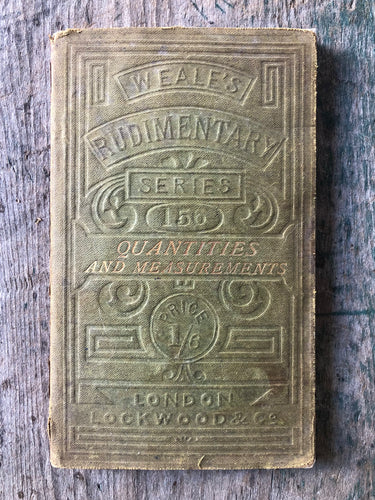 WEALE'S
RUDIMENTARY
SERIES
156
QUANTITIES
AND MEASUREMENTS
PRICE
1/6
LONDON
LOCKWOOD & Co.